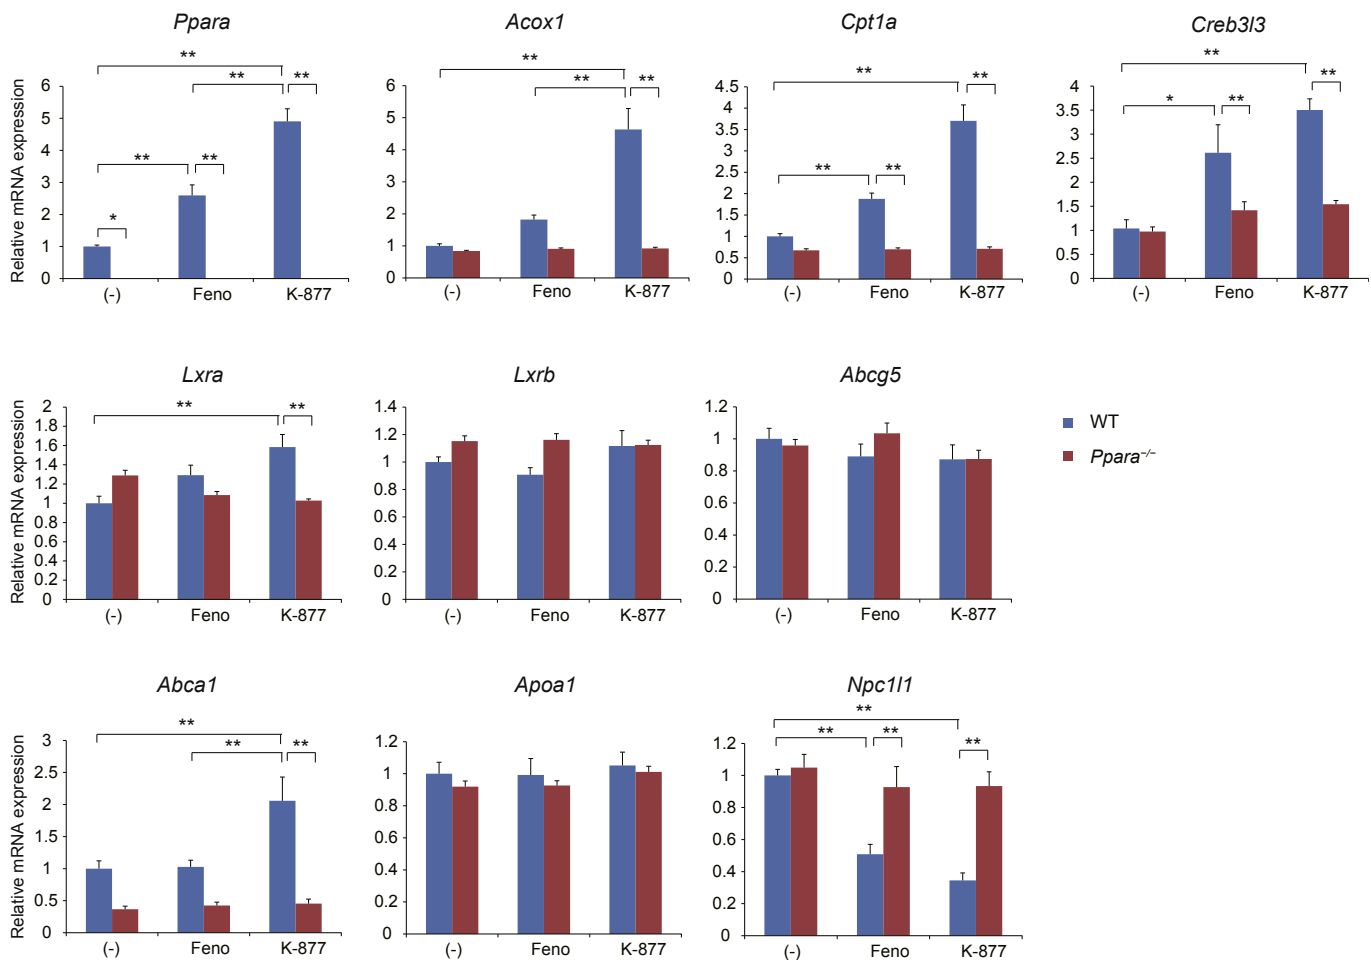 Ppara
Acox1
Cpt1a
Creb3l3
Relative mRNA expression
6
5
4
3
2
1
0
** ** ** ** ** *
(-) Feno K-877
6
5
4
3
2
1
0
** ** **
(-) Feno K-877
4.5
4
3.5
3
2.5
2
1.5
1
0.5
0
** ** ** **
(-) Feno K-877
4
3.5
3
2.5
2
1.5
1
0.5
0
** ** * **
(-) Feno K-877
Lxra
Lxrb
Abcg5
Relative mRNA expression
2
1.8
1.6
1.4
1.2
1
0.8
0.6
0.4
0.2
0
** **
(-) Feno K-877
1.4
1.2
1
0.8
0.6
0.4
0.2
0
(-) Feno K-877
1.2
1
0.8
0.6
0.4
0.2
0
(-) Feno K-877
WT
Ppara⁻/⁻
Abca1
Apoa1
Npc1l1
Relative mRNA expression
3
2.5
2
1.5
1
0.5
0
** ** **
(-) Feno K-877
1.2
1
0.8
0.6
0.4
0.2
0
(-) Feno K-877
1.2
1
0.8
0.6
0.4
0.2
0
** ** ** **
(-) Feno K-877